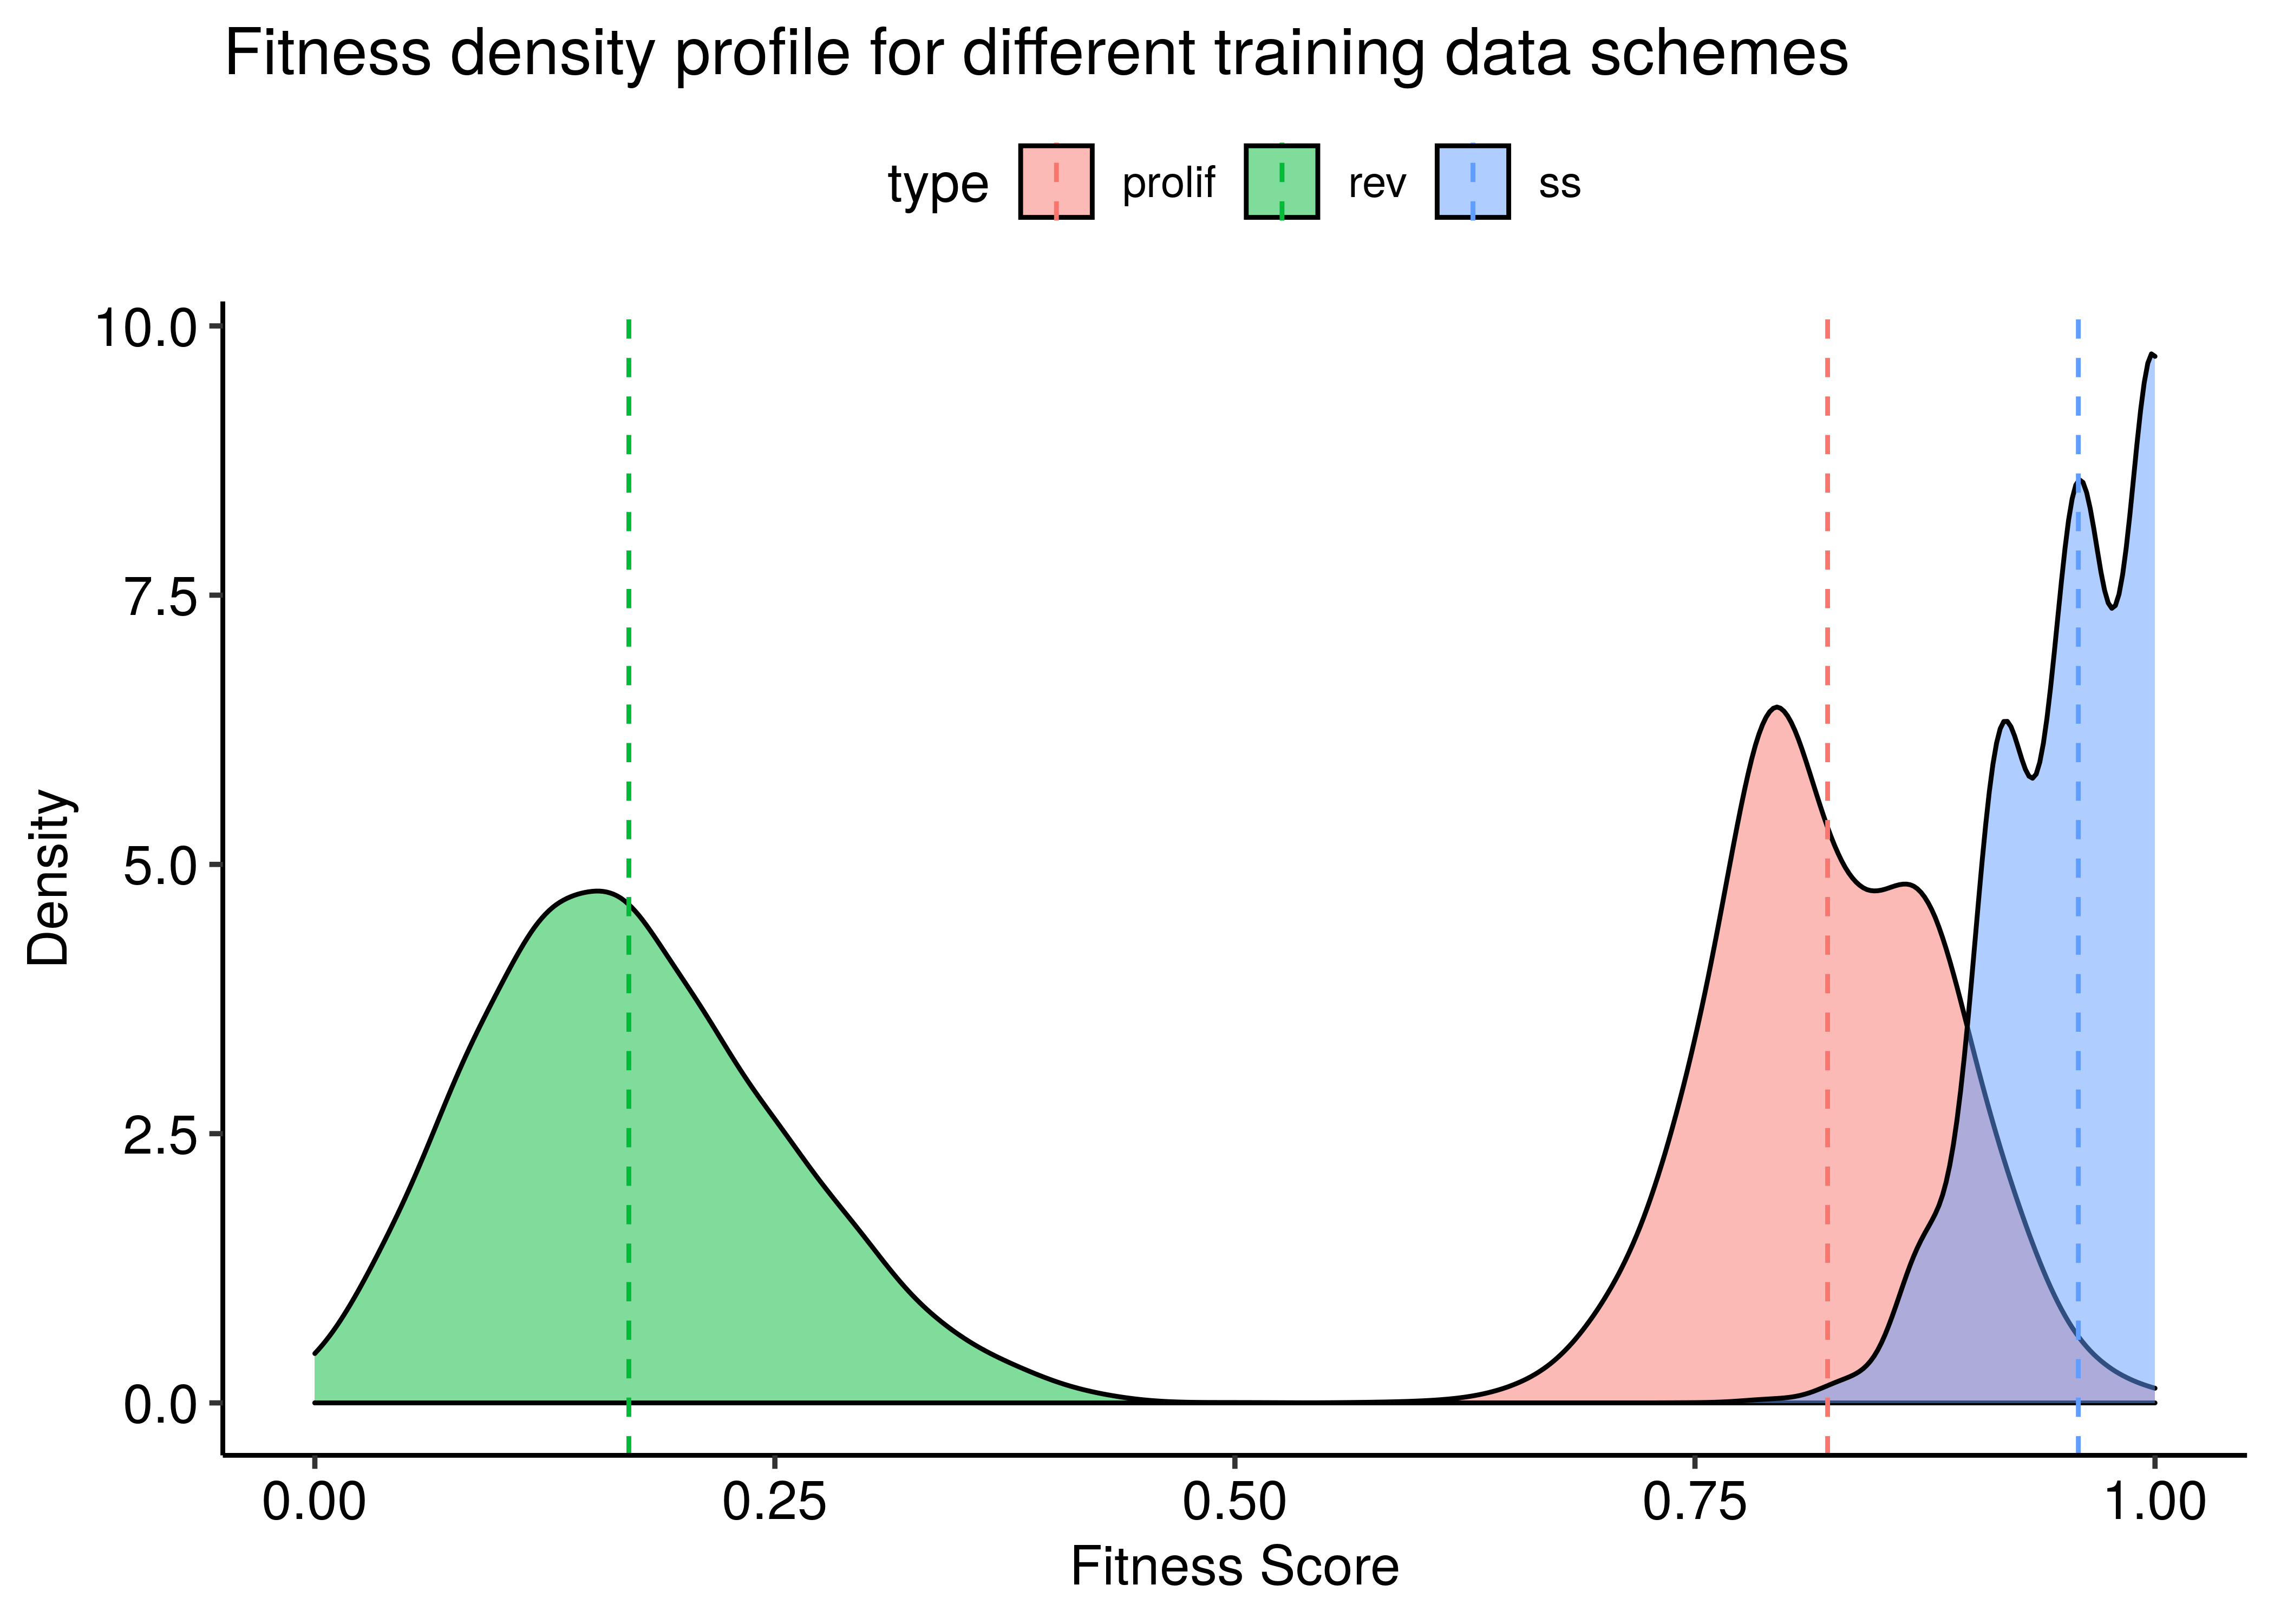 Fitness density profile for different training data schemes
type prolif rev ss
10.0
7.5
5.0
2.5
0.0
Density
0.00 0.25 0.50 0.75 1.00
Fitness Score